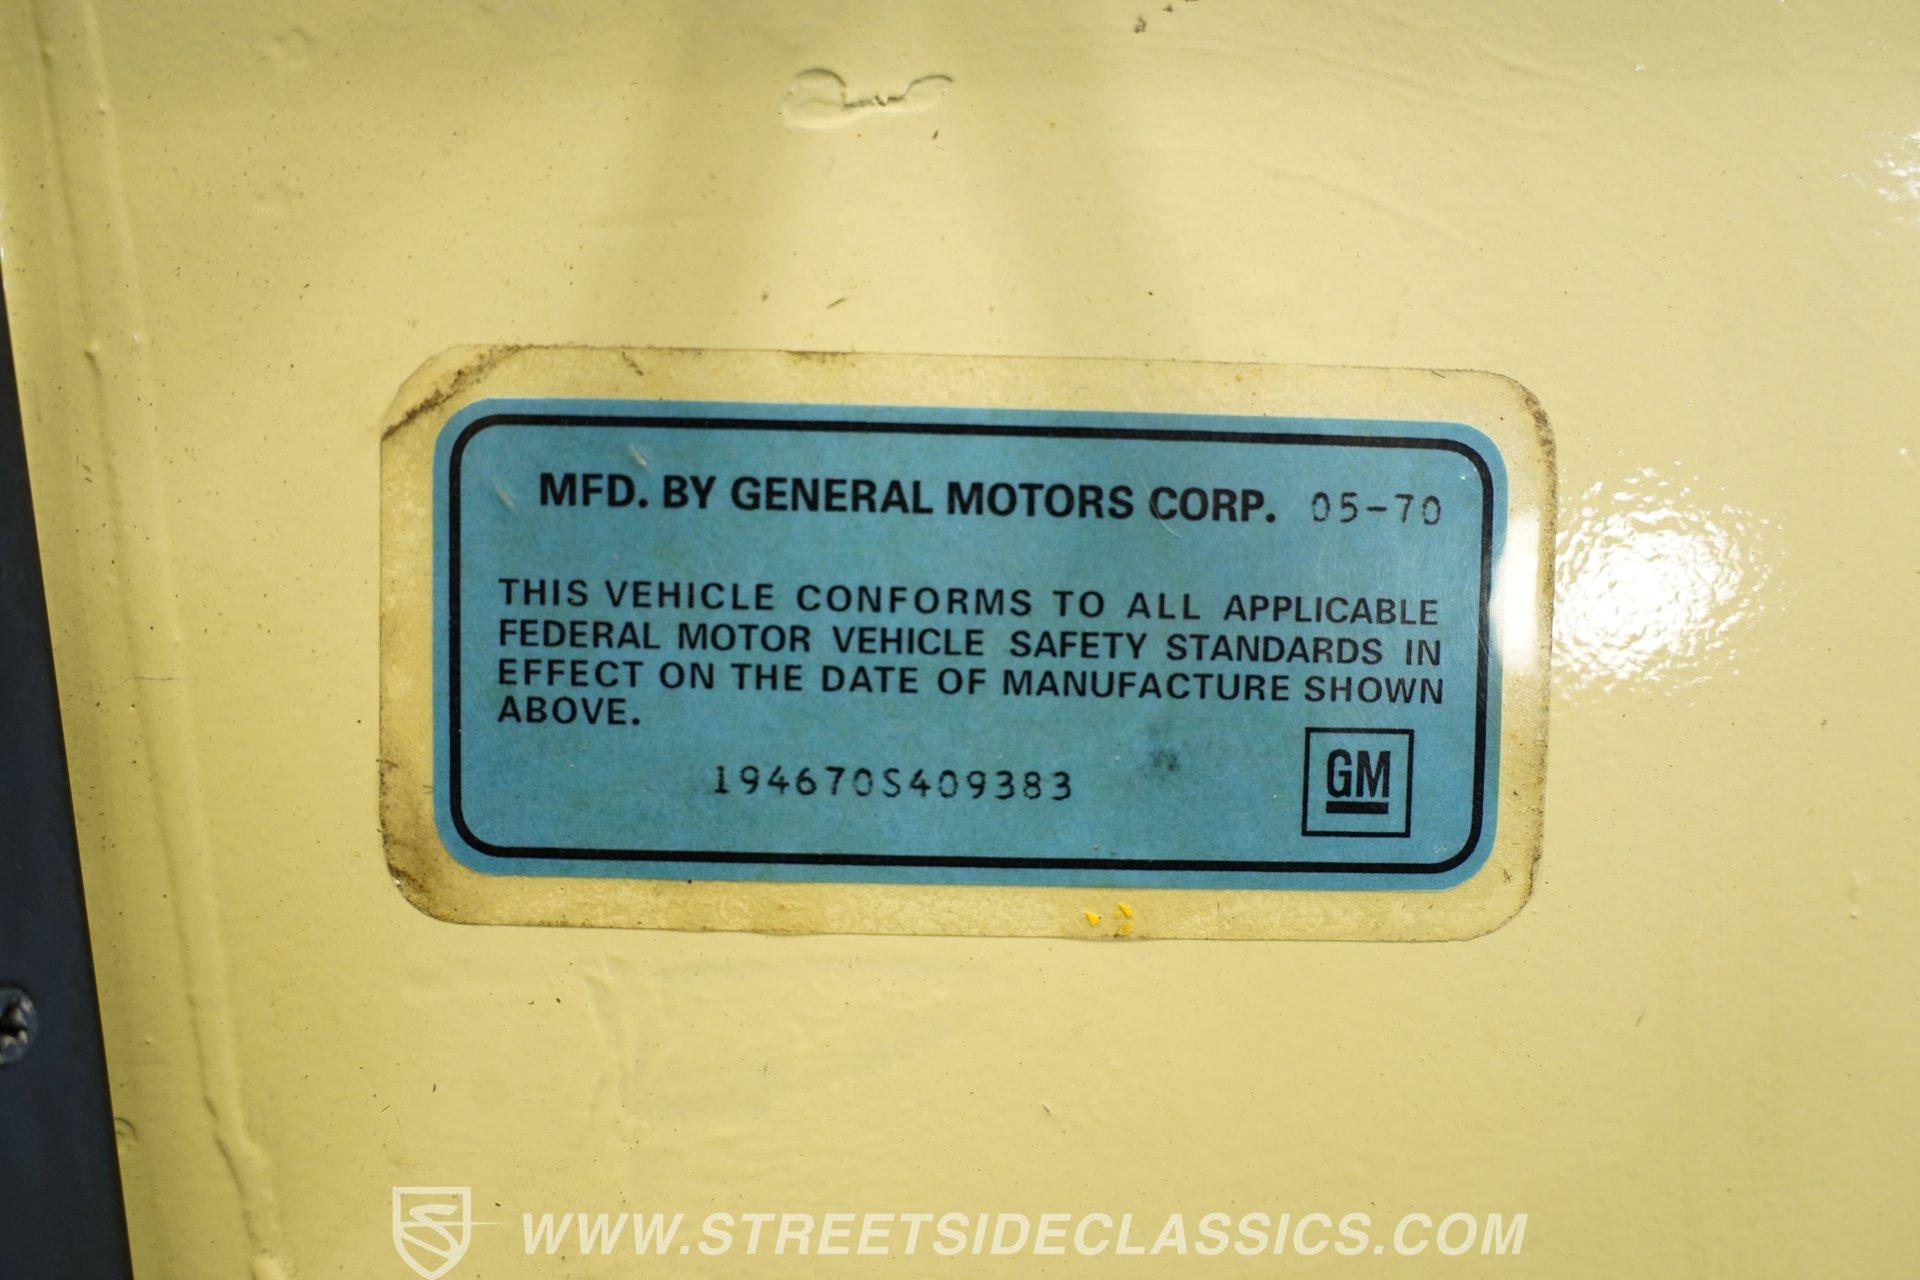 MFD. BY GENERAL MOTORS CORP. 05-70
THIS VEHICLE CONFORMS TO ALL APPLICABLE
FEDERAL MOTOR VEHICLE SAFETY STANDARDS IN
EFFECT ON THE DATE OF MANUFACTURE SHOWN
ABOVE.
194670S409383
GM
WWW.STREETSIDECLASSICS.COM